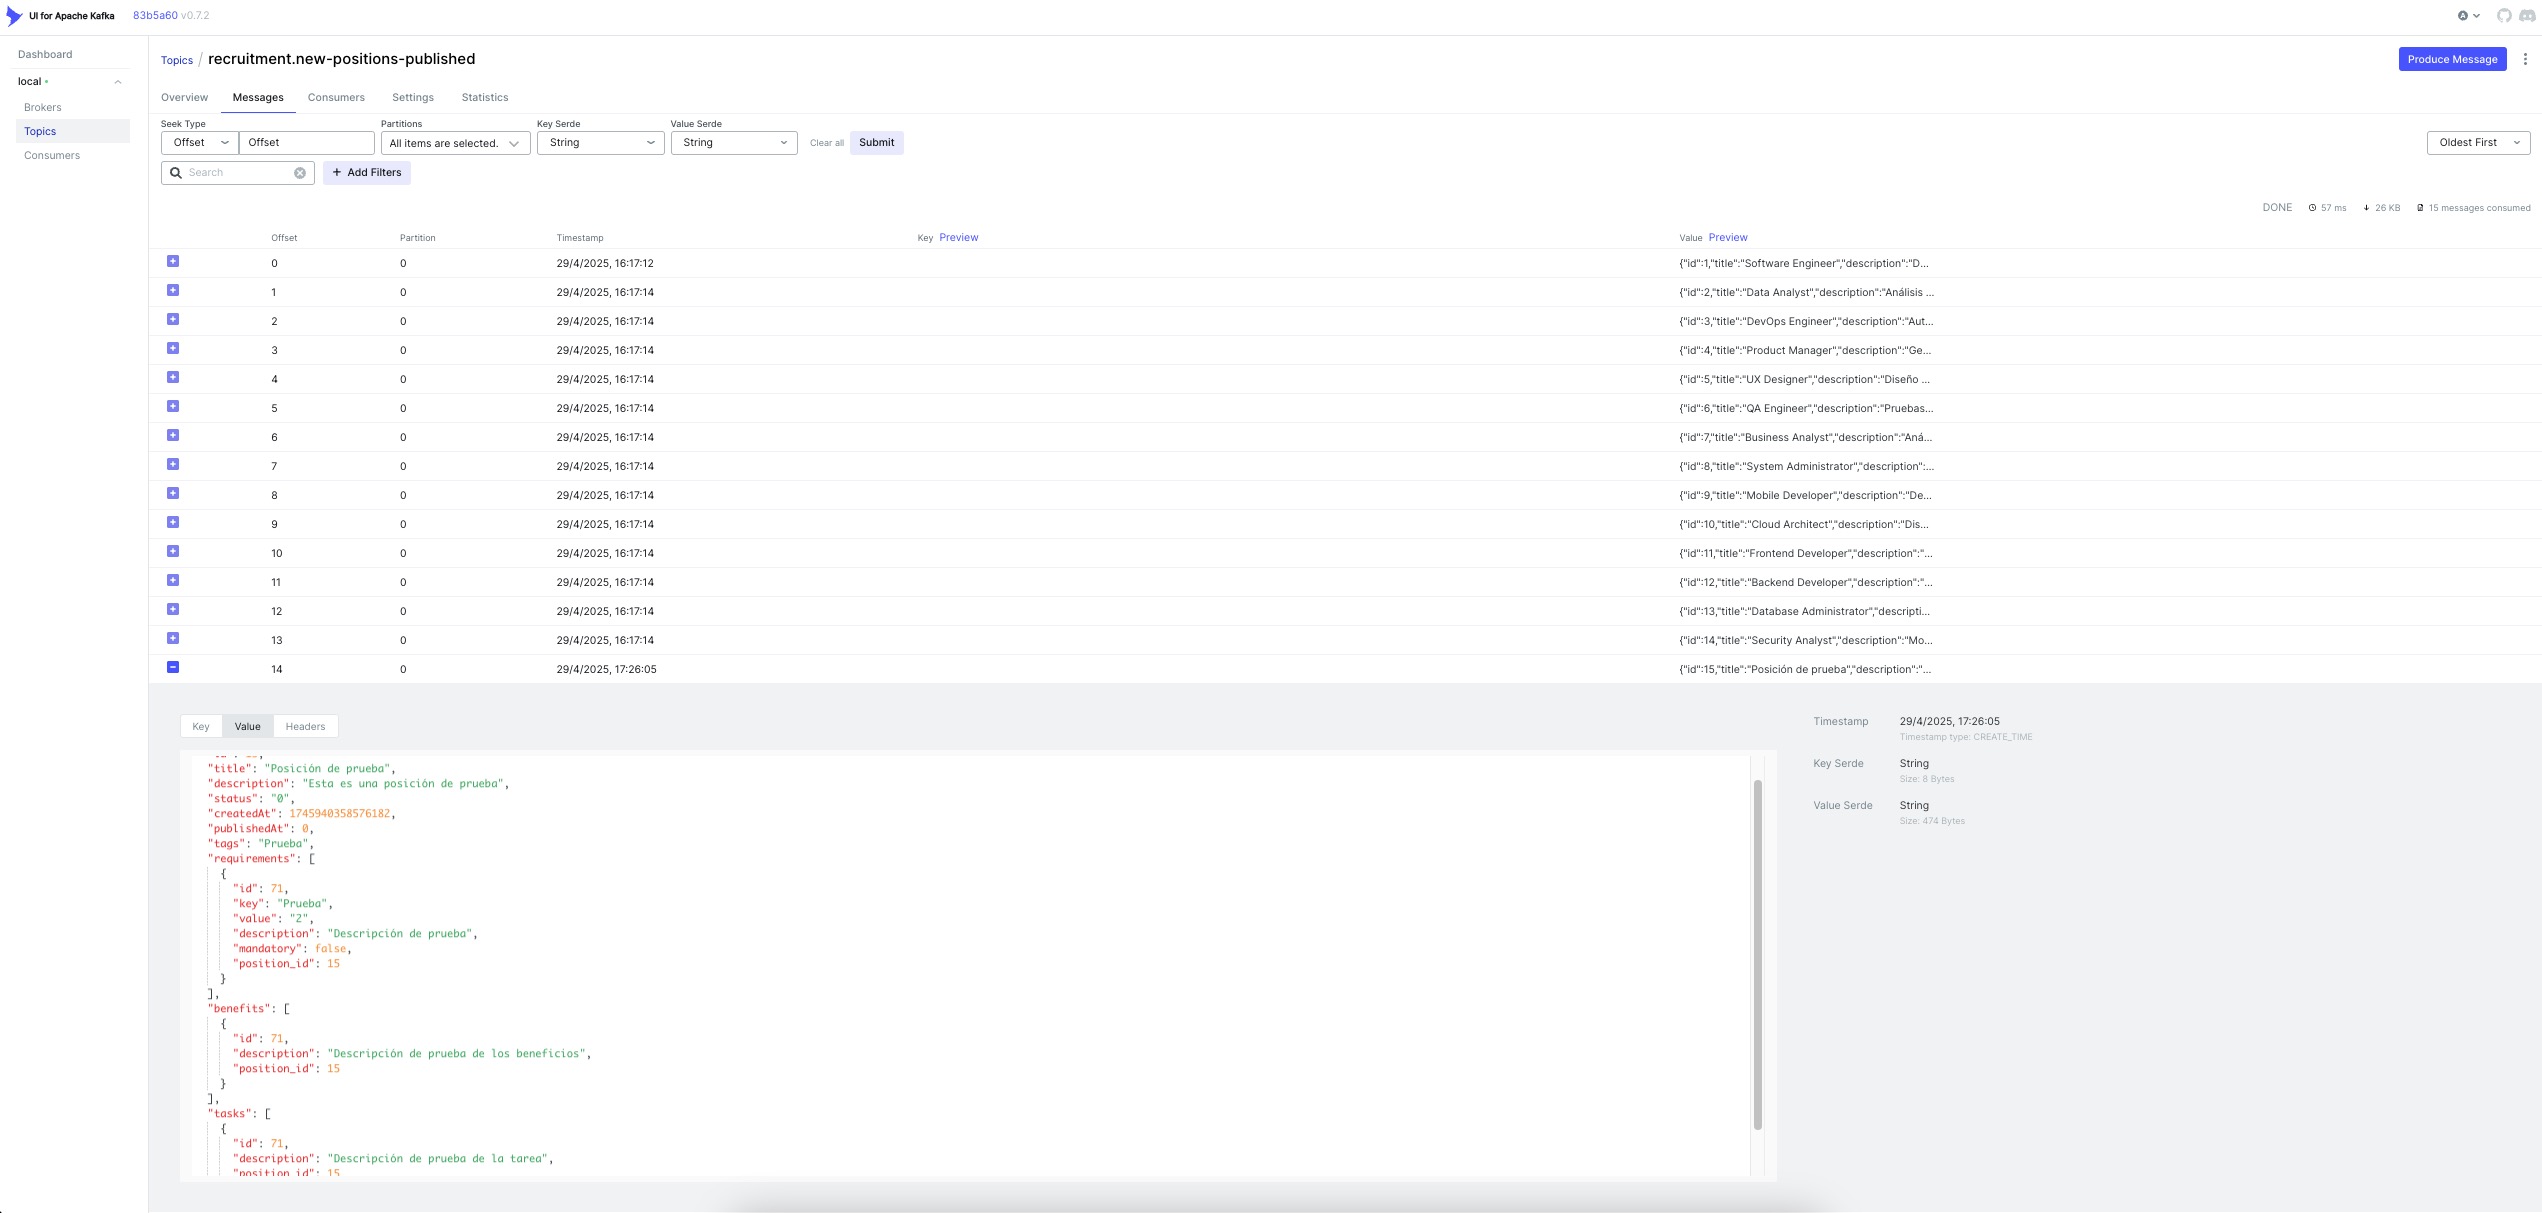 UI for Apache Kafka 83b5a60 v0.7.2
Dashboard
local
Brokers
Topics
Consumers
Topics / recruitment.new-positions-published
Produce Message
Overview Messages Consumers Settings Statistics
Seek Type Partitions Key Serde Value Serde
Offset Offset All items are selected. String String Clear all Submit Oldest First
Search + Add Filters
DONE 57 ms 26 KB 15 messages consumed
Offset Partition Timestamp Key Preview Value Preview
0 0 29/4/2025, 16:17:12 {"id":1,"title":"Software Engineer","description":"D...
1 0 29/4/2025, 16:17:14 {"id":2,"title":"Data Analyst","description":"Análisis ...
2 0 29/4/2025, 16:17:14 {"id":3,"title":"DevOps Engineer","description":"Aut...
3 0 29/4/2025, 16:17:14 {"id":4,"title":"Product Manager","description":"Ge...
4 0 29/4/2025, 16:17:14 {"id":5,"title":"UX Designer","description":"Diseño ...
5 0 29/4/2025, 16:17:14 {"id":6,"title":"QA Engineer","description":"Pruebas...
6 0 29/4/2025, 16:17:14 {"id":7,"title":"Business Analyst","description":"Aná...
7 0 29/4/2025, 16:17:14 {"id":8,"title":"System Administrator","description":...
8 0 29/4/2025, 16:17:14 {"id":9,"title":"Mobile Developer","description":"De...
9 0 29/4/2025, 16:17:14 {"id":10,"title":"Cloud Architect","description":"Dis...
10 0 29/4/2025, 16:17:14 {"id":11,"title":"Frontend Developer","description":"...
11 0 29/4/2025, 16:17:14 {"id":12,"title":"Backend Developer","description":"...
12 0 29/4/2025, 16:17:14 {"id":13,"title":"Database Administrator","descripti...
13 0 29/4/2025, 16:17:14 {"id":14,"title":"Security Analyst","description":"Mo...
14 0 29/4/2025, 17:26:05 {"id":15,"title":"Posición de prueba","description":"...
Key Value Headers
"title": "Posición de prueba",
"description": "Esta es una posición de prueba",
"status": "0",
"createdAt": 1745940358576182,
"publishedAt": 0,
"tags": "Prueba",
"requirements": [
{
"id": 71,
"key": "Prueba",
"value": "2",
"description": "Descripción de prueba",
"mandatory": false,
"position_id": 15
}
],
"benefits": [
{
"id": 71,
"description": "Descripción de prueba de los beneficios",
"position_id": 15
}
],
"tasks": [
{
"id": 71,
"description": "Descripción de prueba de la tarea",
"position_id": 15
Timestamp 29/4/2025, 17:26:05
Timestamp type: CREATE_TIME
Key Serde String
Size: 8 Bytes
Value Serde String
Size: 474 Bytes